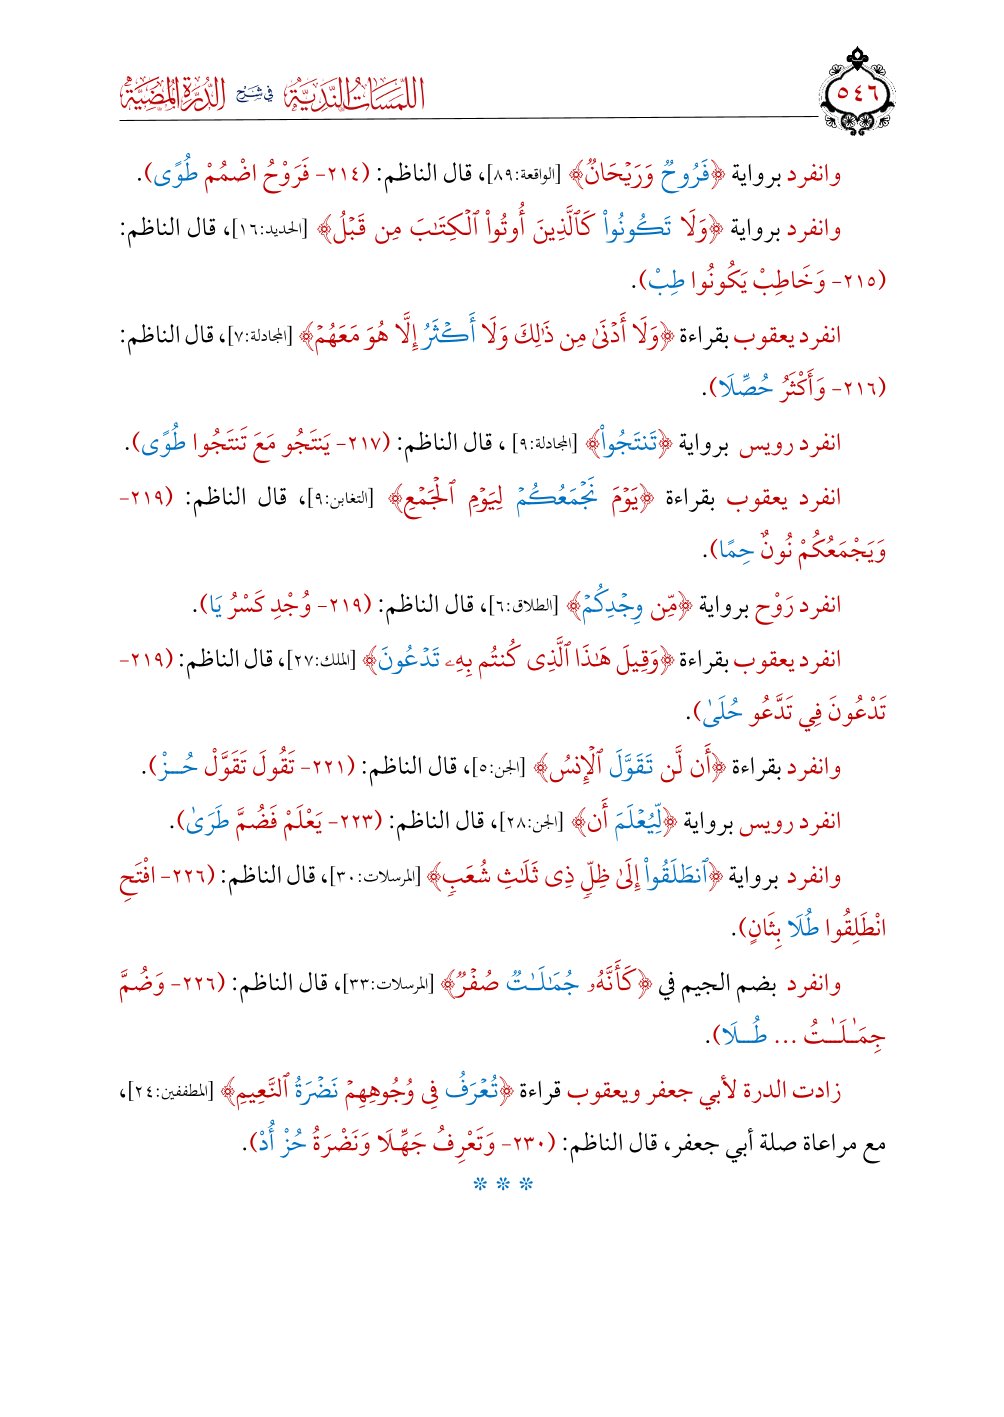 ٥٤٦
اللمسات الندية في شرح الدرة المضية
وانفرد برواية ﴿فَرُوحٌ وَرَيْحَانٌ﴾ [الواقعة:٨٩]، قال الناظم: (٢١٤- فَرَوْحُ اضْمُمْ طُوًى).
وانفرد برواية ﴿وَلَا تَكُونُوا۟ كَٱلَّذِينَ أُوتُوا۟ ٱلْكِتَـٰبَ مِن قَبْلُ﴾ [الحديد:١٦]، قال الناظم:
(٢١٥- وَخَاطِبْ يَكُونُوا طِبْ).
انفرد يعقوب بقراءة ﴿وَلَا أَدْنَىٰ مِن ذَٰلِكَ وَلَا أَكْثَرُ إِلَّا هُوَ مَعَهُمْ﴾ [المجادلة:٧]، قال الناظم:
(٢١٦- وَأَكْثَرُ حُصِّلَا).
انفرد رويس برواية ﴿تَنتَجُوا۟﴾ [المجادلة:٩] ، قال الناظم: (٢١٧- يَنتَجُو مَعَ تَنتَجُوا طُوًى).
انفرد يعقوب بقراءة ﴿يَوْمَ نَجْمَعُكُمْ لِيَوْمِ ٱلْجَمْعِ﴾ [التغابن:٩]، قال الناظم: (٢١٩-
وَيَجْمَعُكُمْ نُونٌ حِمًا).
انفرد رَوْح برواية ﴿مِّن وِجْدِكُمْ﴾ [الطلاق:٦]، قال الناظم: (٢١٩- وُجْدِ كَسْرُ يَا).
انفرد يعقوب بقراءة ﴿وَقِيلَ هَـٰذَا ٱلَّذِى كُنتُم بِهِۦ تَدْعُونَ﴾ [الملك:٢٧]، قال الناظم: (٢١٩-
تَدْعُونَ فِي تَدَّعُو حُلَىٰ).
وانفرد بقراءة ﴿أَن لَّن تَقَوَّلَ ٱلْإِنسُ﴾ [الجن:٥]، قال الناظم: (٢٢١- تَقُولَ تَقَوَّلْ حُــزْ).
انفرد رويس برواية ﴿لِّيُعْلَمَ أَن﴾ [الجن:٢٨]، قال الناظم: (٢٢٣- يَعْلَمْ فَضُمَّ طَرَىٰ).
وانفرد برواية ﴿ٱنطَلَقُوا۟ إِلَىٰ ظِلٍّ ذِى ثَلَـٰثِ شُعَبٍ﴾ [المرسلات:٣٠]، قال الناظم: (٢٢٦- افْتَحِ
انْطَلِقُوا طُلَا بِثَانٍ).
وانفرد بضم الجيم في ﴿كَأَنَّهُۥ جُمَـٰلَـٰتٌ صُفْرٌ﴾ [المرسلات:٣٣]، قال الناظم: (٢٢٦- وَضُمَّ
جِمَـٰلَـٰتُ ... طُــلَا).
زادت الدرة لأبي جعفر ويعقوب قراءة ﴿تُعْرَفُ فِى وُجُوهِهِمْ نَضْرَةُ ٱلنَّعِيمِ﴾ [المطففين:٢٤]،
مع مراعاة صلة أبي جعفر، قال الناظم: (٢٣٠- وَتَعْرِفُ جَهِّلَا وَنَضْرَةُ حُزْ أُدْ).
* * *